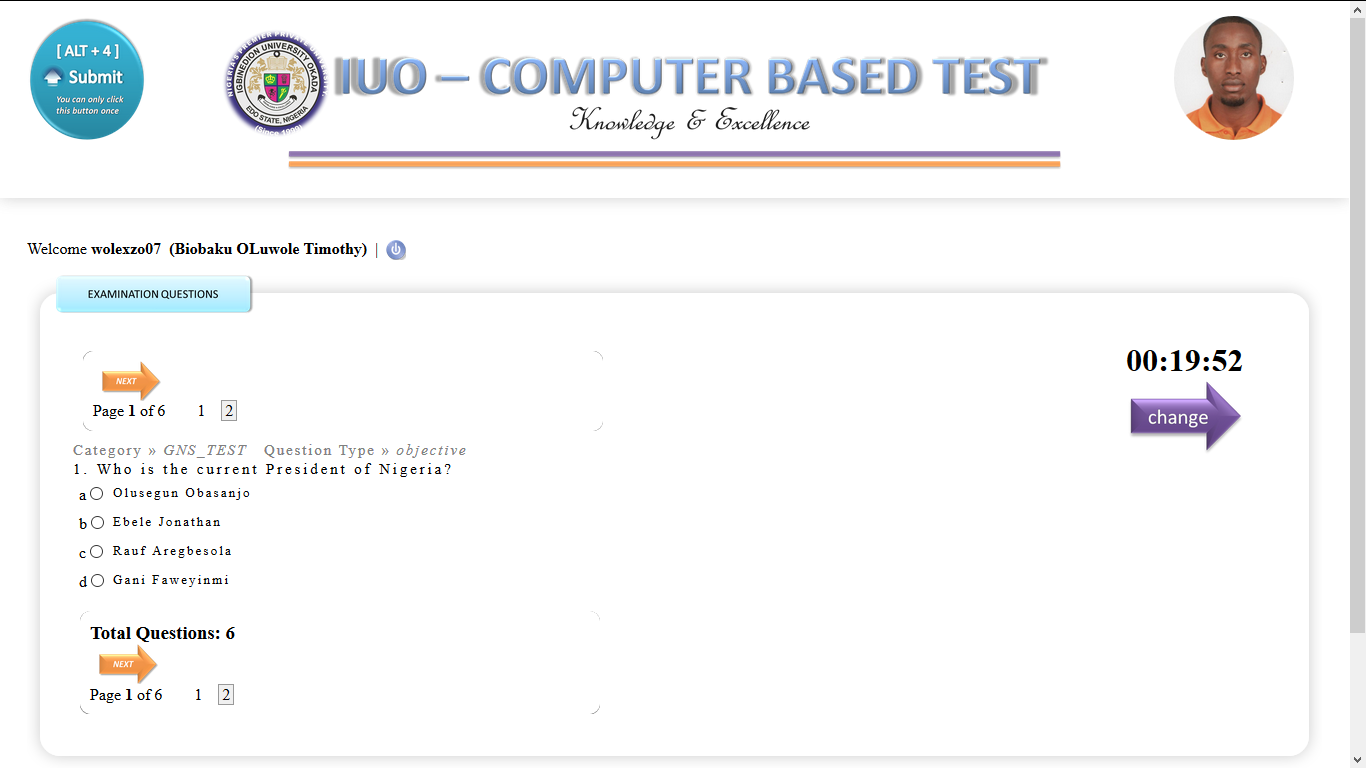 [ ALT + 4 ]
Submit
You can only click
this button once
NIGERIA'S PREMIER PRIVATE UNIVERSITY
IGBINEDION UNIVERSITY OKADA
EDO STATE, NIGERIA
(Since 1999)
IUO – COMPUTER BASED TEST
Knowledge & Excellence
Welcome wolexzo07 (Biobaku OLuwole Timothy) |
EXAMINATION QUESTIONS
00:19:52
NEXT
change
Page 1 of 6 1 2
Category » GNS_TEST Question Type » objective
1. Who is the current President of Nigeria?
a Olusegun Obasanjo
b Ebele Jonathan
c Rauf Aregbesola
d Gani Faweyinmi
Total Questions: 6
NEXT
Page 1 of 6 1 2